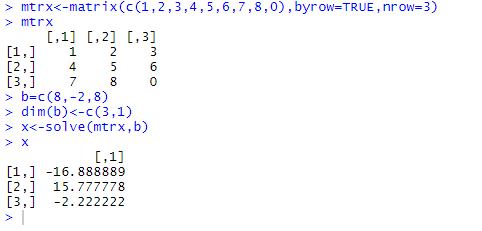 > mtrx<-matrix(c(1,2,3,4,5,6,7,8,0),byrow=TRUE,nrow=3)
> mtrx
     [,1] [,2] [,3]
[1,]    1    2    3
[2,]    4    5    6
[3,]    7    8    0
> b=c(8,-2,8)
> dim(b)<-c(3,1)
> x<-solve(mtrx,b)
> x
           [,1]
[1,] -16.888889
[2,]  15.777778
[3,]  -2.222222
>